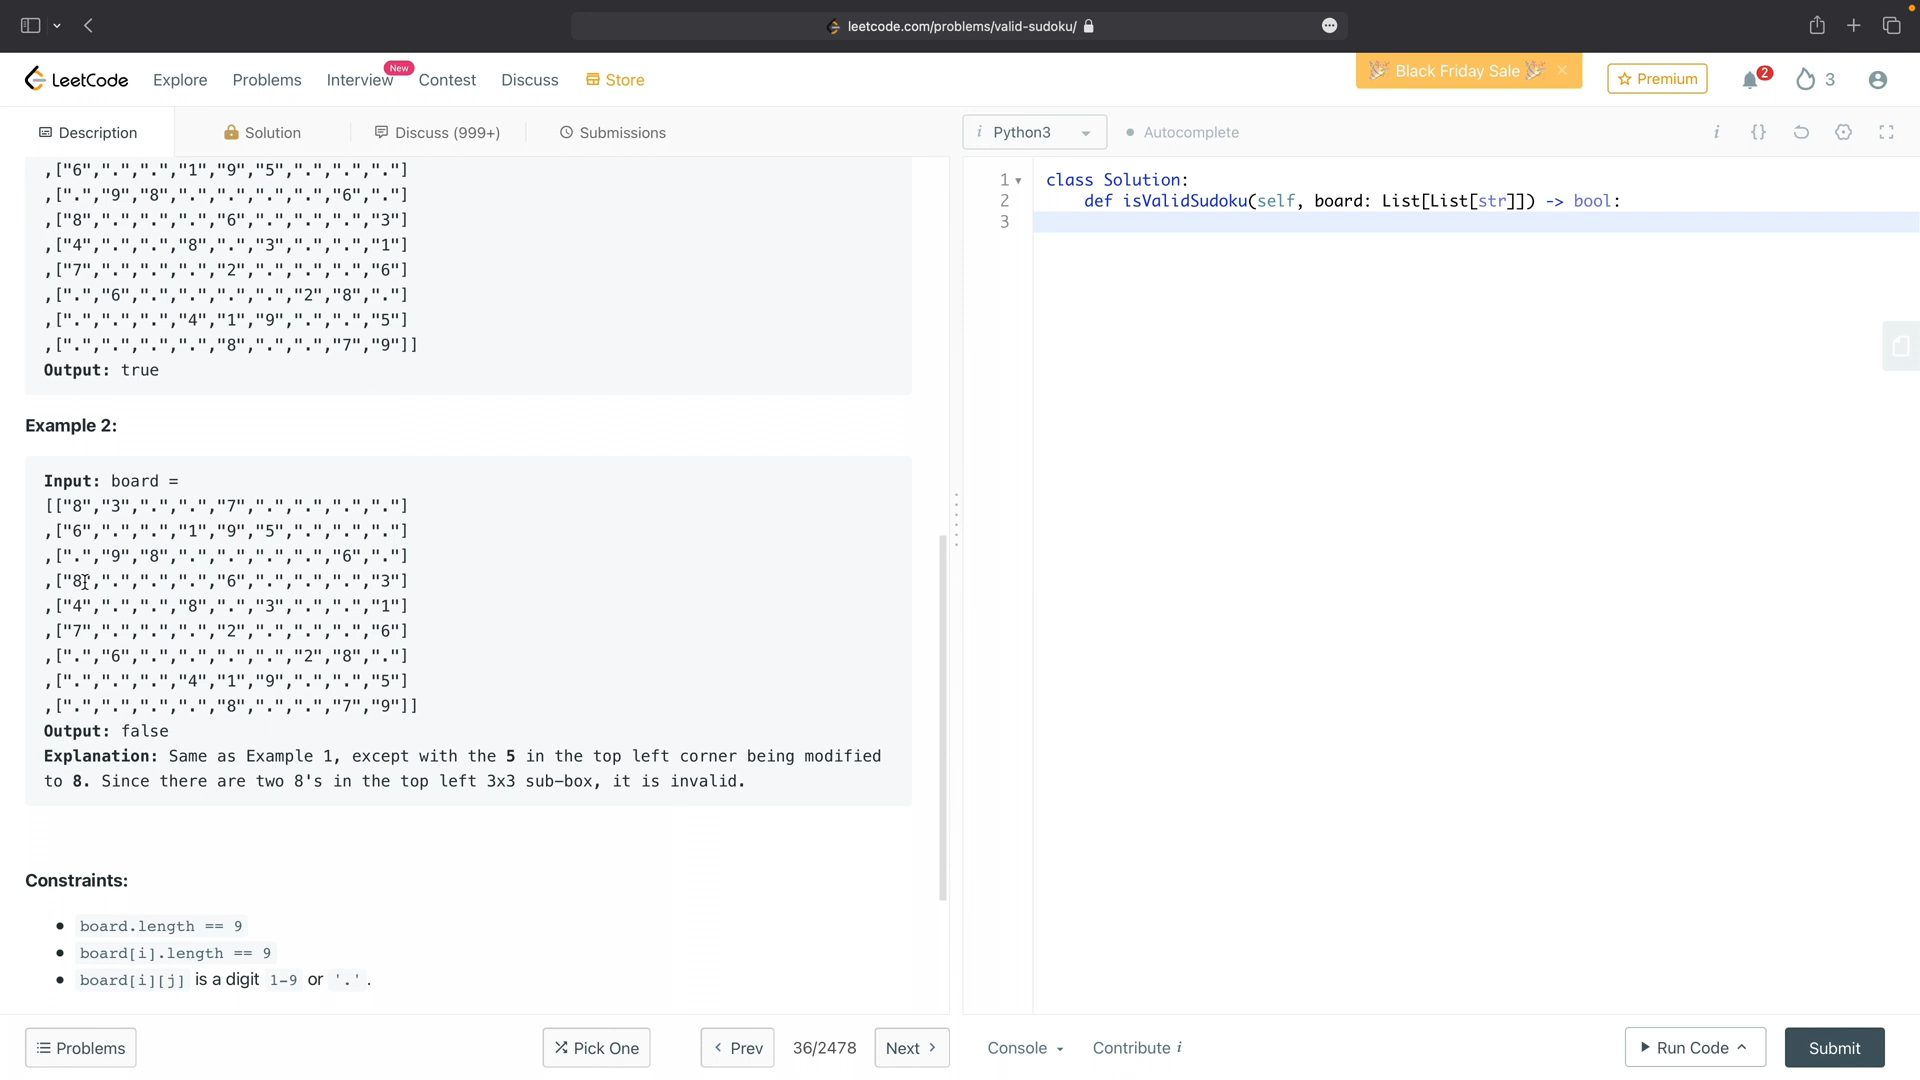 leetcode.com/problems/valid-sudoku/
LeetCode
Explore
Problems
Interview
New
Contest
Discuss
Store
Black Friday Sale
Premium
2
3
Description
Solution
Discuss (999+)
Submissions
i Python3
Autocomplete
,["6",".",".","1","9","5",".",".","."]
,[".","9","8",".",".",".",".","6","."]
,["8",".",".",".","6",".",".",".","3"]
,["4",".",".","8",".","3",".",".","1"]
,["7",".",".",".","2",".",".",".","6"]
,[".","6",".",".",".",".","2","8","."]
,[".",".",".","4","1","9",".",".","5"]
,[".",".",".",".","8",".",".","7","9"]]
Output: true
Example 2:
Input: board =
[["8","3",".",".","7",".",".",".","."]
,["6",".",".","1","9","5",".",".","."]
,[".","9","8",".",".",".",".","6","."]
,["8",".",".",".","6",".",".",".","3"]
,["4",".",".","8",".","3",".",".","1"]
,["7",".",".",".","2",".",".",".","6"]
,[".","6",".",".",".",".","2","8","."]
,[".",".",".","4","1","9",".",".","5"]
,[".",".",".",".","8",".",".","7","9"]]
Output: false
Explanation: Same as Example 1, except with the 5 in the top left corner being modified
to 8. Since there are two 8's in the top left 3x3 sub-box, it is invalid.
Constraints:
board.length == 9
board[i].length == 9
board[i][j] is a digit 1-9 or '.'.
1 class Solution:
2 def isValidSudoku(self, board: List[List[str]]) -> bool:
3
Problems
Pick One
Prev
36/2478
Next
Console
Contribute i
Run Code
Submit